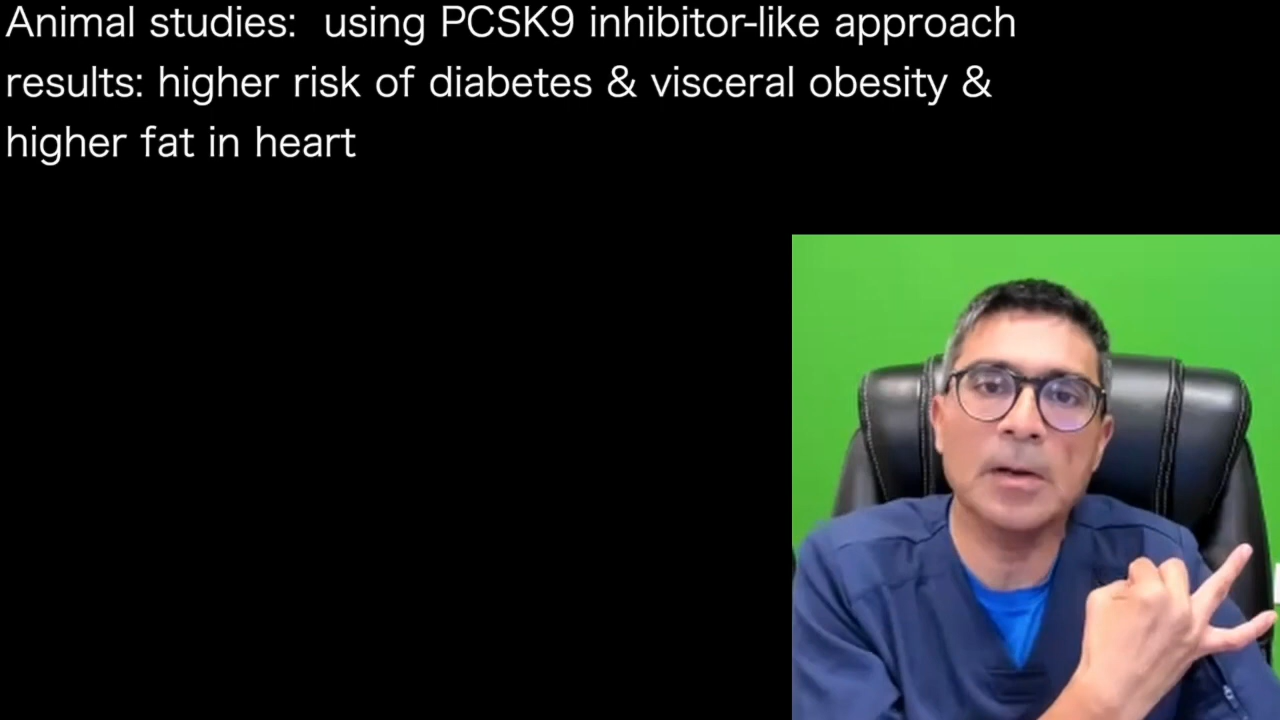 Animal studies:  using PCSK9 inhibitor-like approach
results: higher risk of diabetes & visceral obesity &
higher fat in heart